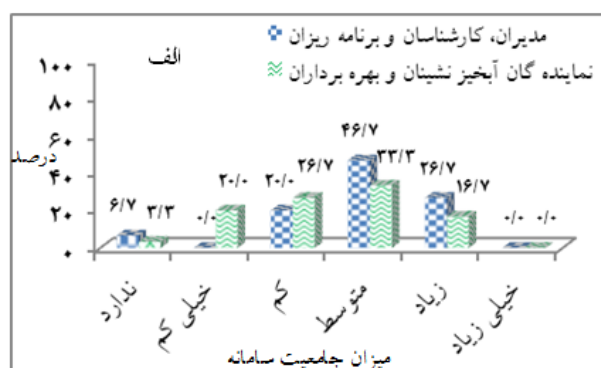 مدیران، کارشناسان و برنامه ریزان
نماینده گان آبخیز نشینان و بهره برداران
الف
درصد
۱۰۰
۸۰
۶۰
۴۰
۲۰
۰
۶/۷ ۳/۳ ۰/۰ ۲۰/۰ ۲۰/۰ ۲۶/۷ ۴۶/۷ ۳۳/۳ ۲۶/۷ ۱۶/۷ ۰/۰ ۰/۰
ندارد خیلی کم کم متوسط زیاد خیلی زیاد
میزان جامعیت سامانه